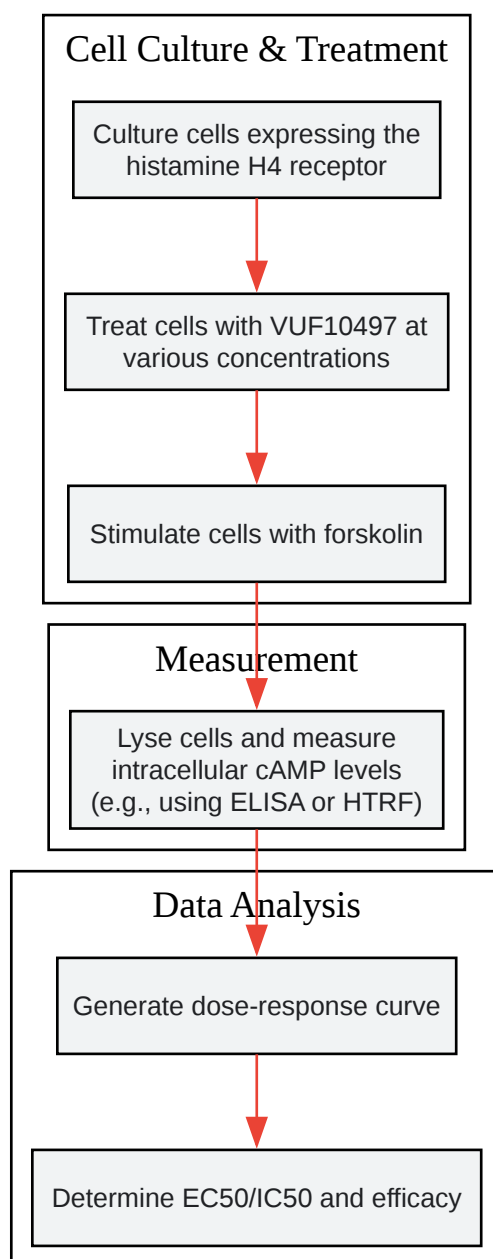 Cell Culture & Treatment
Culture cells expressing the
histamine H4 receptor
Treat cells with VUF10497 at
various concentrations
Stimulate cells with forskolin
Measurement
Lyse cells and measure
intracellular cAMP levels
(e.g., using ELISA or HTRF)
Data Analysis
Generate dose-response curve
Determine EC50/IC50 and efficacy